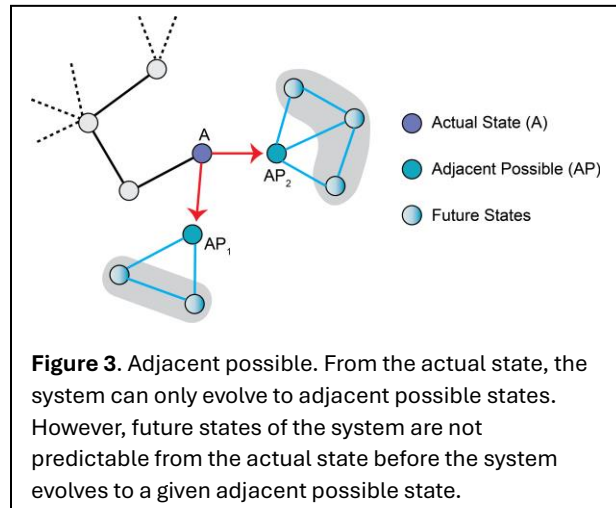 A
AP2
AP1
Actual State (A)
Adjacent Possible (AP)
Future States
Figure 3. Adjacent possible. From the actual state, the
system can only evolve to adjacent possible states.
However, future states of the system are not
predictable from the actual state before the system
evolves to a given adjacent possible state.